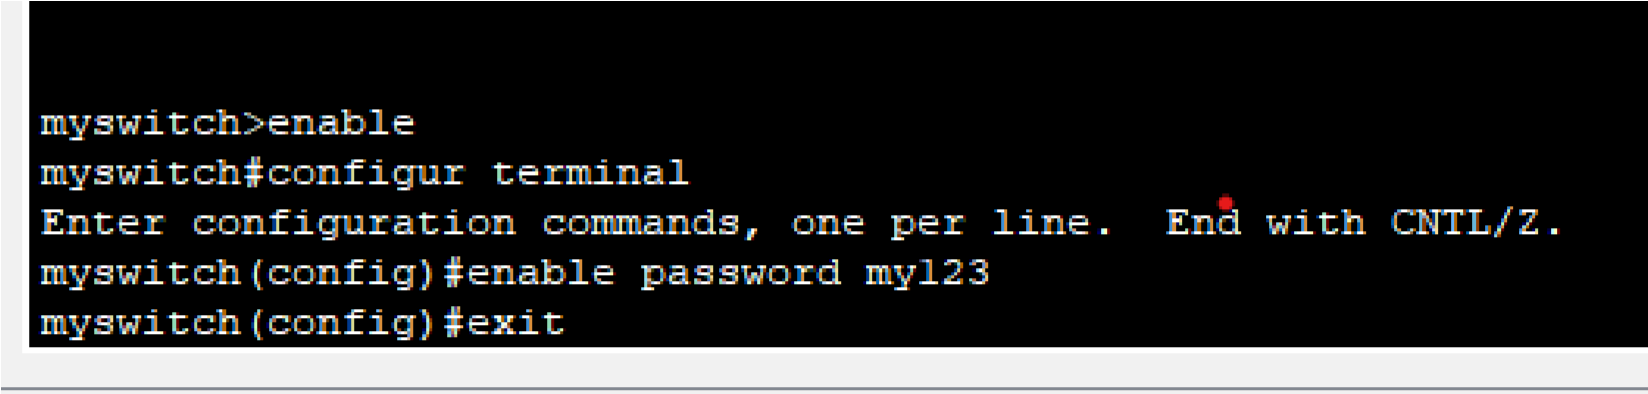 myswitch>enable
myswitch#configur terminal
Enter configuration commands, one per line.  End with CNTL/Z.
myswitch(config)#enable password my123
myswitch(config)#exit